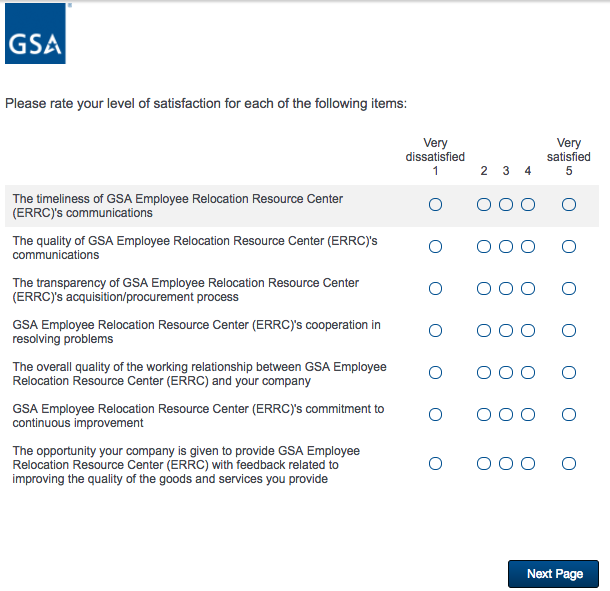 GSA
Please rate your level of satisfaction for each of the following items:
Very dissatisfied 1 2 3 4 Very satisfied 5
The timeliness of GSA Employee Relocation Resource Center
(ERRC)'s communications
The quality of GSA Employee Relocation Resource Center (ERRC)'s
communications
The transparency of GSA Employee Relocation Resource Center
(ERRC)'s acquisition/procurement process
GSA Employee Relocation Resource Center (ERRC)'s cooperation in
resolving problems
The overall quality of the working relationship between GSA Employee
Relocation Resource Center (ERRC) and your company
GSA Employee Relocation Resource Center (ERRC)'s commitment to
continuous improvement
The opportunity your company is given to provide GSA Employee
Relocation Resource Center (ERRC) with feedback related to
improving the quality of the goods and services you provide
Next Page